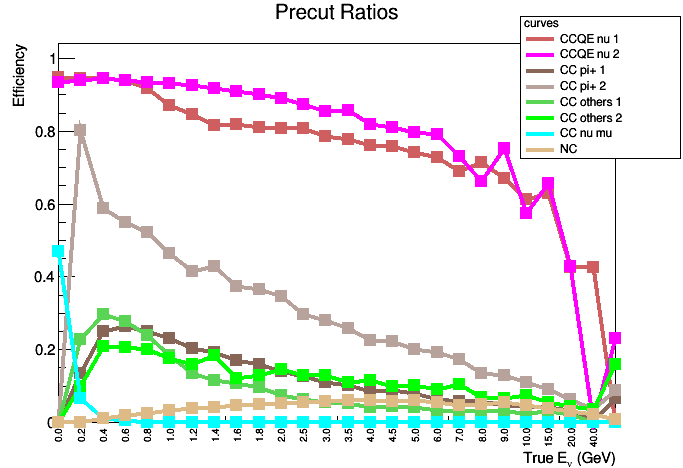 Precut Ratios
curves
CCQE nu 1
CCQE nu 2
CC pi+ 1
CC pi+ 2
CC others 1
CC others 2
CC nu mu
NC
Efficiency
1
0.8
0.6
0.4
0.2
0
0.0 0.2 0.4 0.6 0.8 1.0 1.2 1.4 1.6 1.8 2.0 2.5 3.0 3.5 4.0 4.5 5.0 6.0 7.0 8.0 9.0 10.0 15.0 20.0 40.0
True Eν (GeV)